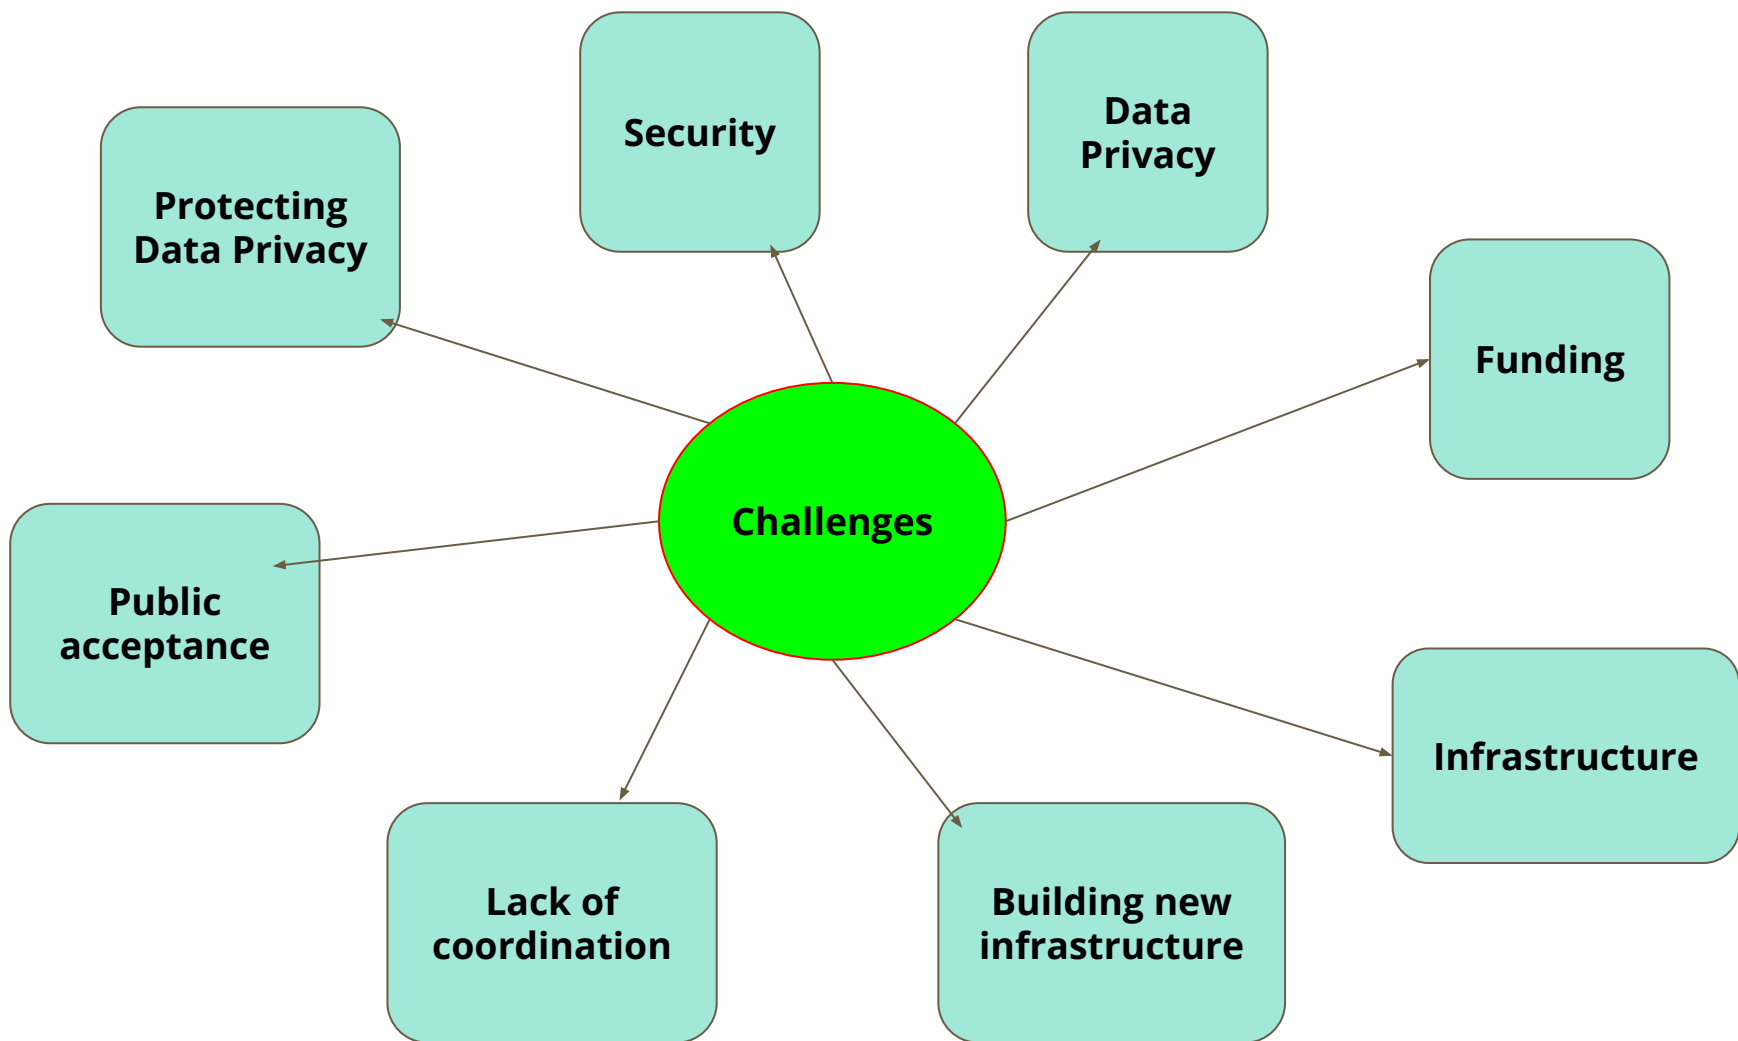 Security
Data
Privacy
Protecting
Data Privacy
Funding
Challenges
Public
acceptance
Infrastructure
Lack of
coordination
Building new
infrastructure